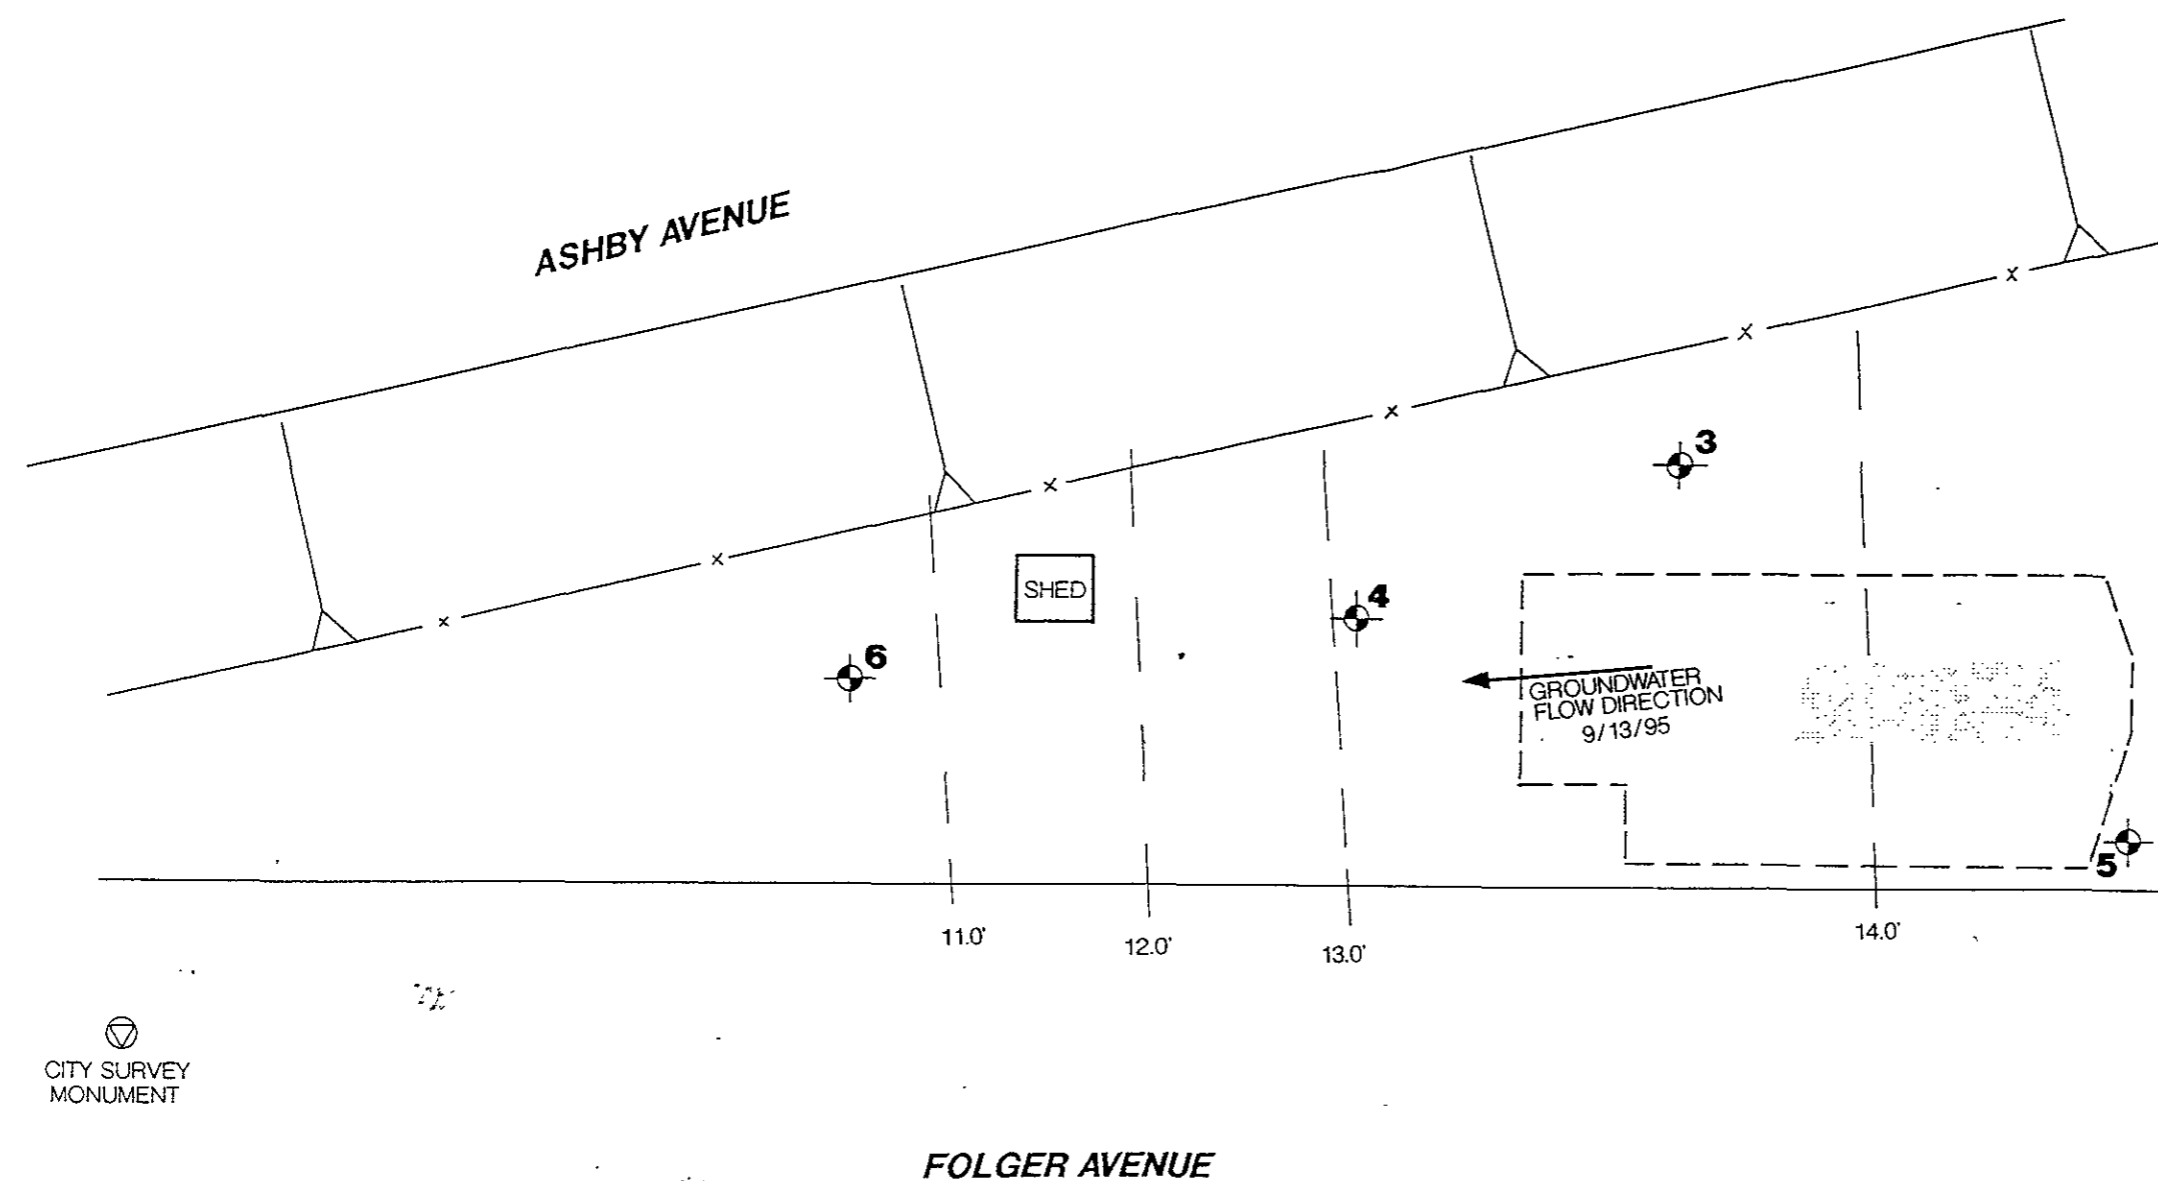 ASHBY AVENUE
3
SHED
4
6
GROUNDWATER
FLOW DIRECTION
9/13/95
5
11.0'
12.0'
13.0'
14.0'
CITY SURVEY
MONUMENT
FOLGER AVENUE